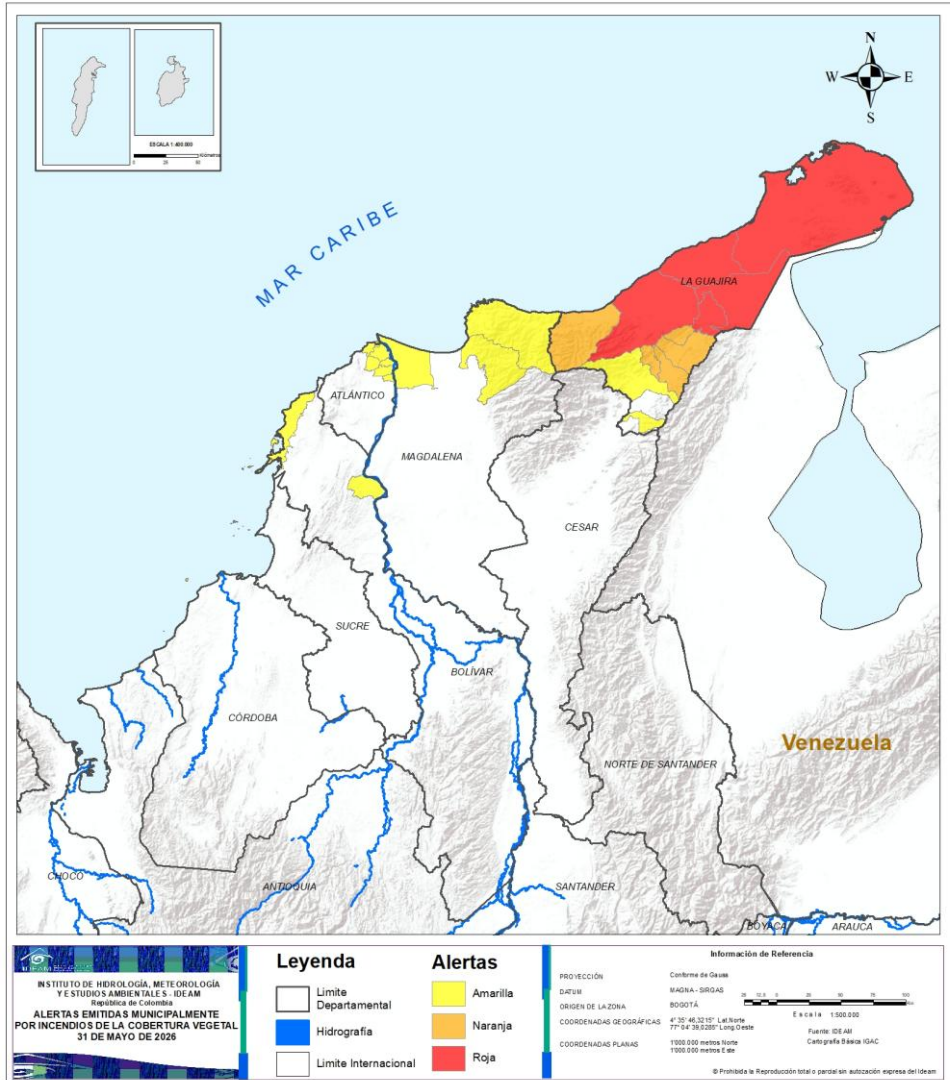 N
W
E
S
ESCALA 1:400.000
MAR CARIBE
LA GUAJIRA
ATLÁNTICO
MAGDALENA
CESAR
SUCRE
BOLÍVAR
CÓRDOBA
Venezuela
NORTE DE SANTANDER
CHOCÓ
ANTIOQUIA
SANTANDER
BOYACÁ
ARAUCA
IDEAM
INSTITUTO DE HIDROLOGÍA, METEOROLOGÍA
Y ESTUDIOS AMBIENTALES - IDEAM
República de Colombia
ALERTAS EMITIDAS MUNICIPALMENTE
POR INCENDIOS DE LA COBERTURA VEGETAL
31 DE MAYO DE 2026
Leyenda
Limite
Departamental
Hidrografía
Limite Internacional
Alertas
Amarilla
Naranja
Roja
Información de Referencia
PROYECCIÓN Conforme de Gauss
DATUM MAGNA - SIRGAS
ORIGEN DE LA ZONA BOGOTÁ
COORDENADAS GEOGRÁFICAS 4° 35' 46,3215" Lat.Norte
77° 04' 39,0285" Long.Oeste
COORDENADAS PLANAS 1'000.000 metros Norte
1'000.000 metros Este
Escala 1:500.000
Fuente: IDEAM
Cartografía Básica IGAC
© Prohibida la Reproducción total o parcial sin autozación expresa del Ideam